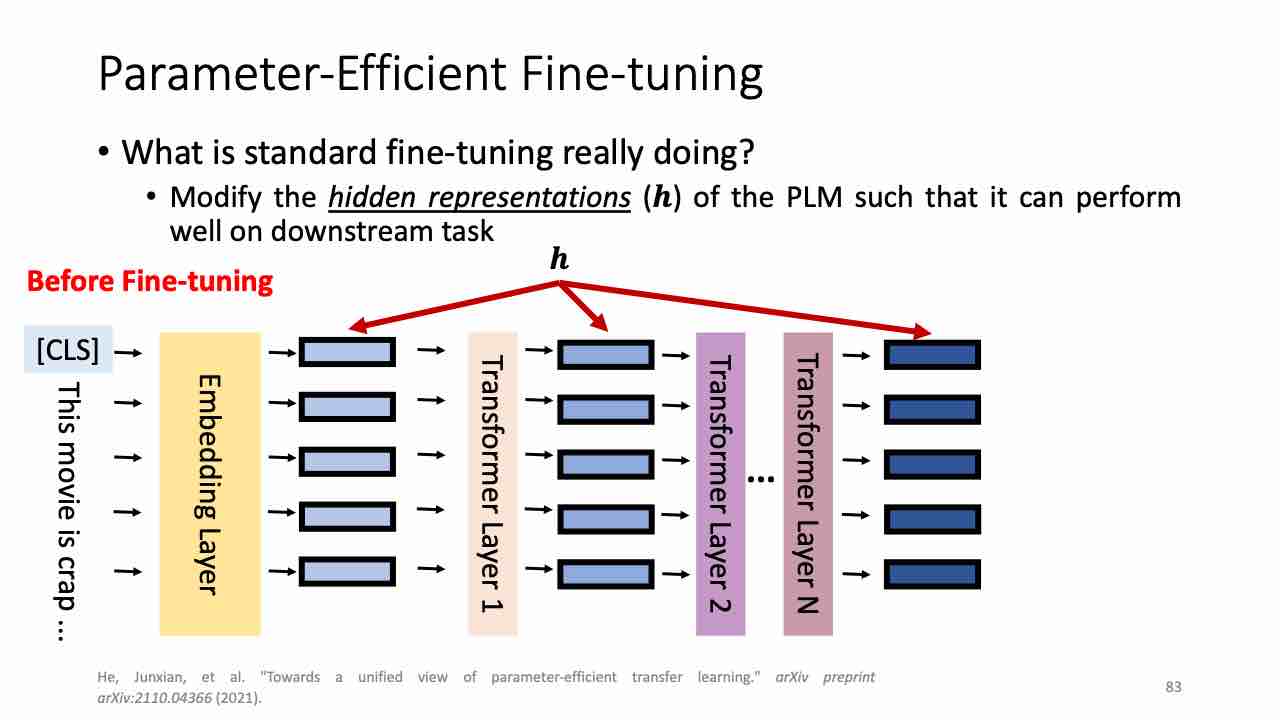 Parameter-Efficient Fine-tuning
• What is standard fine-tuning really doing?
• Modify the hidden representations (h) of the PLM such that it can perform
well on downstream task
h
Before Fine-tuning
[CLS]
This movie is crap ...
Embedding Layer
Transformer Layer 1
Transformer Layer 2
...
Transformer Layer N
He, Junxian, et al. "Towards a unified view of parameter-efficient transfer learning." arXiv preprint
arXiv:2110.04366 (2021).
83